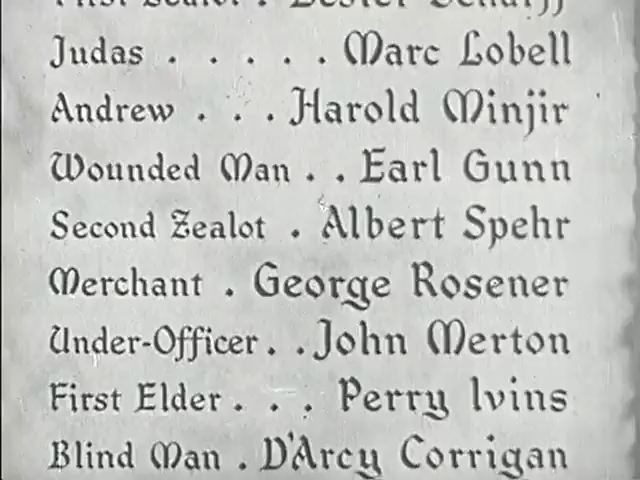 Judas . . . . . Marc Lobell
Andrew . . . Harold Minjir
Wounded Man . . Earl Gunn
Second Zealot . Albert Spehr
Merchant . George Rosener
Under-Officer . . John Merton
First Elder . . . Perry Ivins
Blind Man . D'Arcy Corrigan